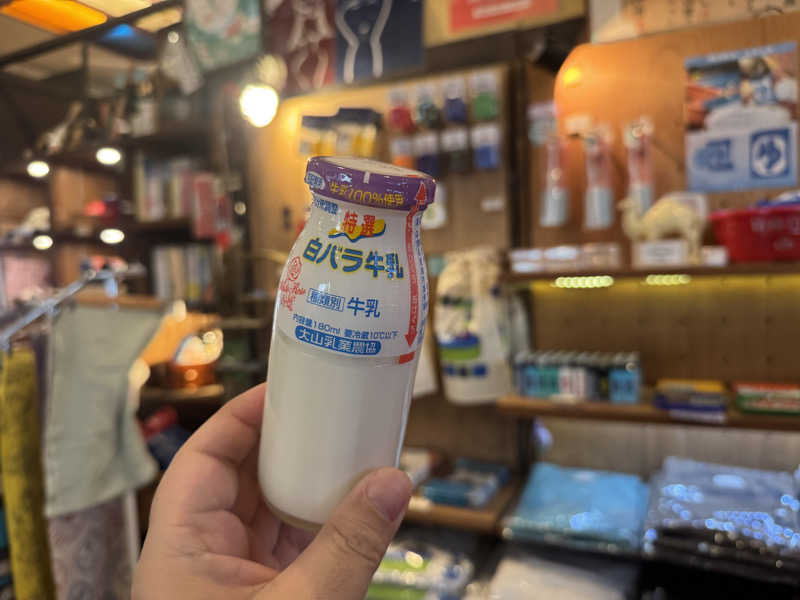 牛乳100%使用
特選
白バラ牛乳
種類別 牛乳
内容量180ml 要冷蔵10℃以下
大山乳業農協